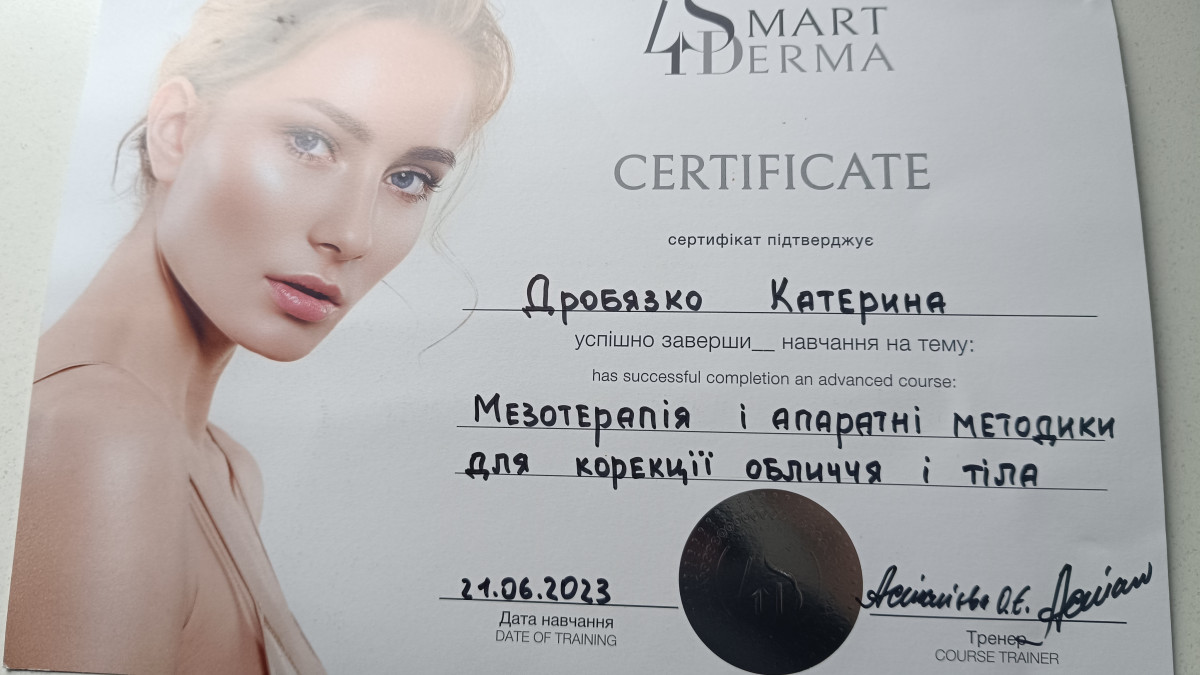 SMART
4 DERMA
CERTIFICATE
сертифікат підтверджує
Дробязко Катерина
успішно заверши__ навчання на тему:
has successful completion an advanced course:
Мезотерапія і апаратні методики
для корекції обличчя і тіла
21.06.2023
О.Є.
Дата навчання
Тренер
DATE OF TRAINING
COURSE TRAINER